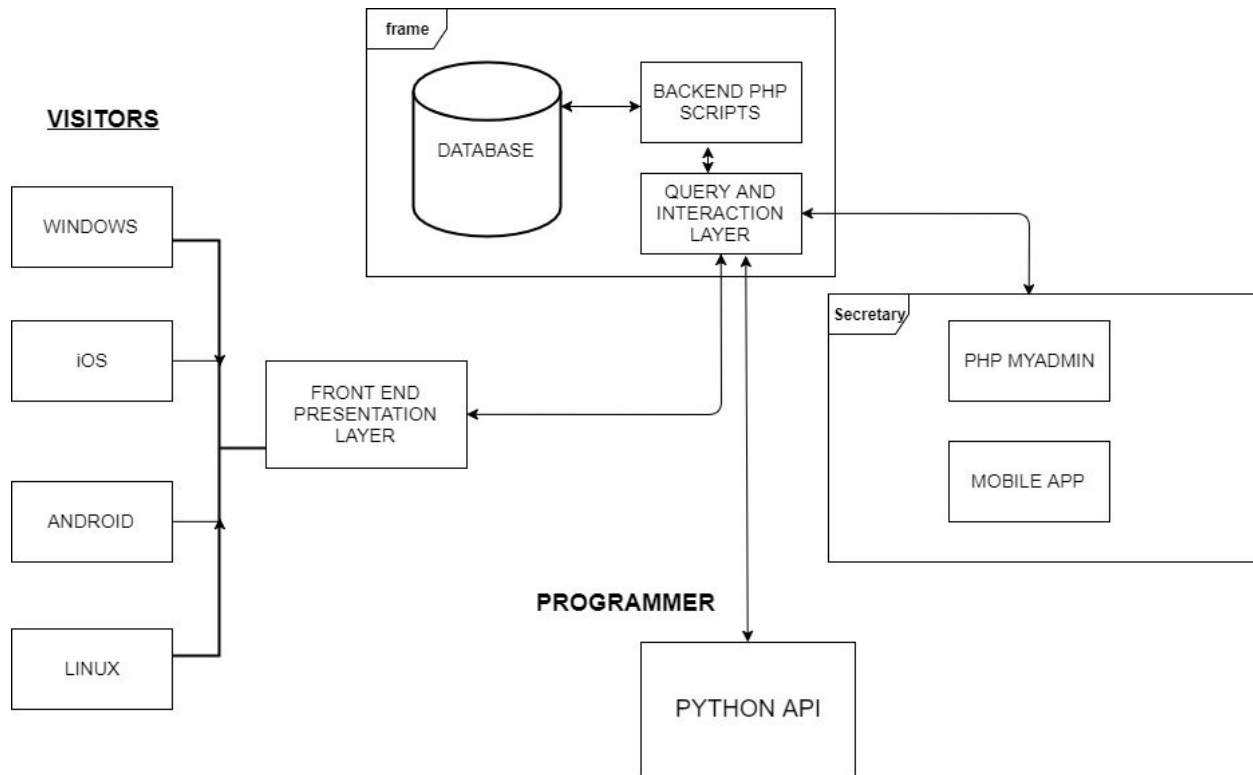 frame
BACKEND PHP
SCRIPTS
DATABASE
VISITORS
QUERY AND
INTERACTION
LAYER
WINDOWS
Secretary
iOS
PHP MYADMIN
FRONT END
PRESENTATION
LAYER
MOBILE APP
ANDROID
PROGRAMMER
LINUX
PYTHON API